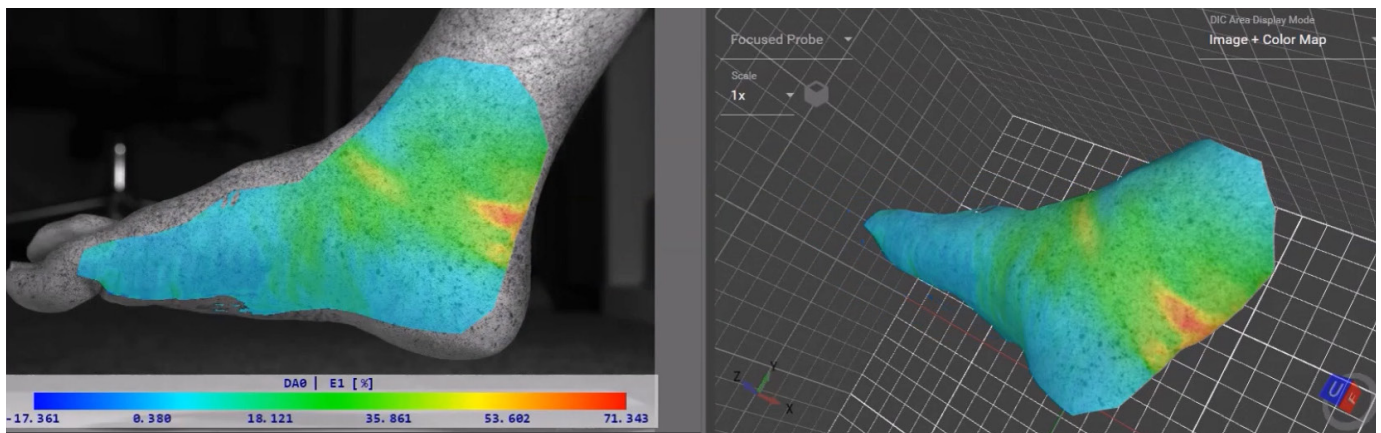 DA0 | E1 [%]
-17.361 0.380 18.121 35.861 53.602 71.343
Focused Probe
Scale
1x
DIC Area Display Mode
Image + Color Map
Z
Y
X
U
F